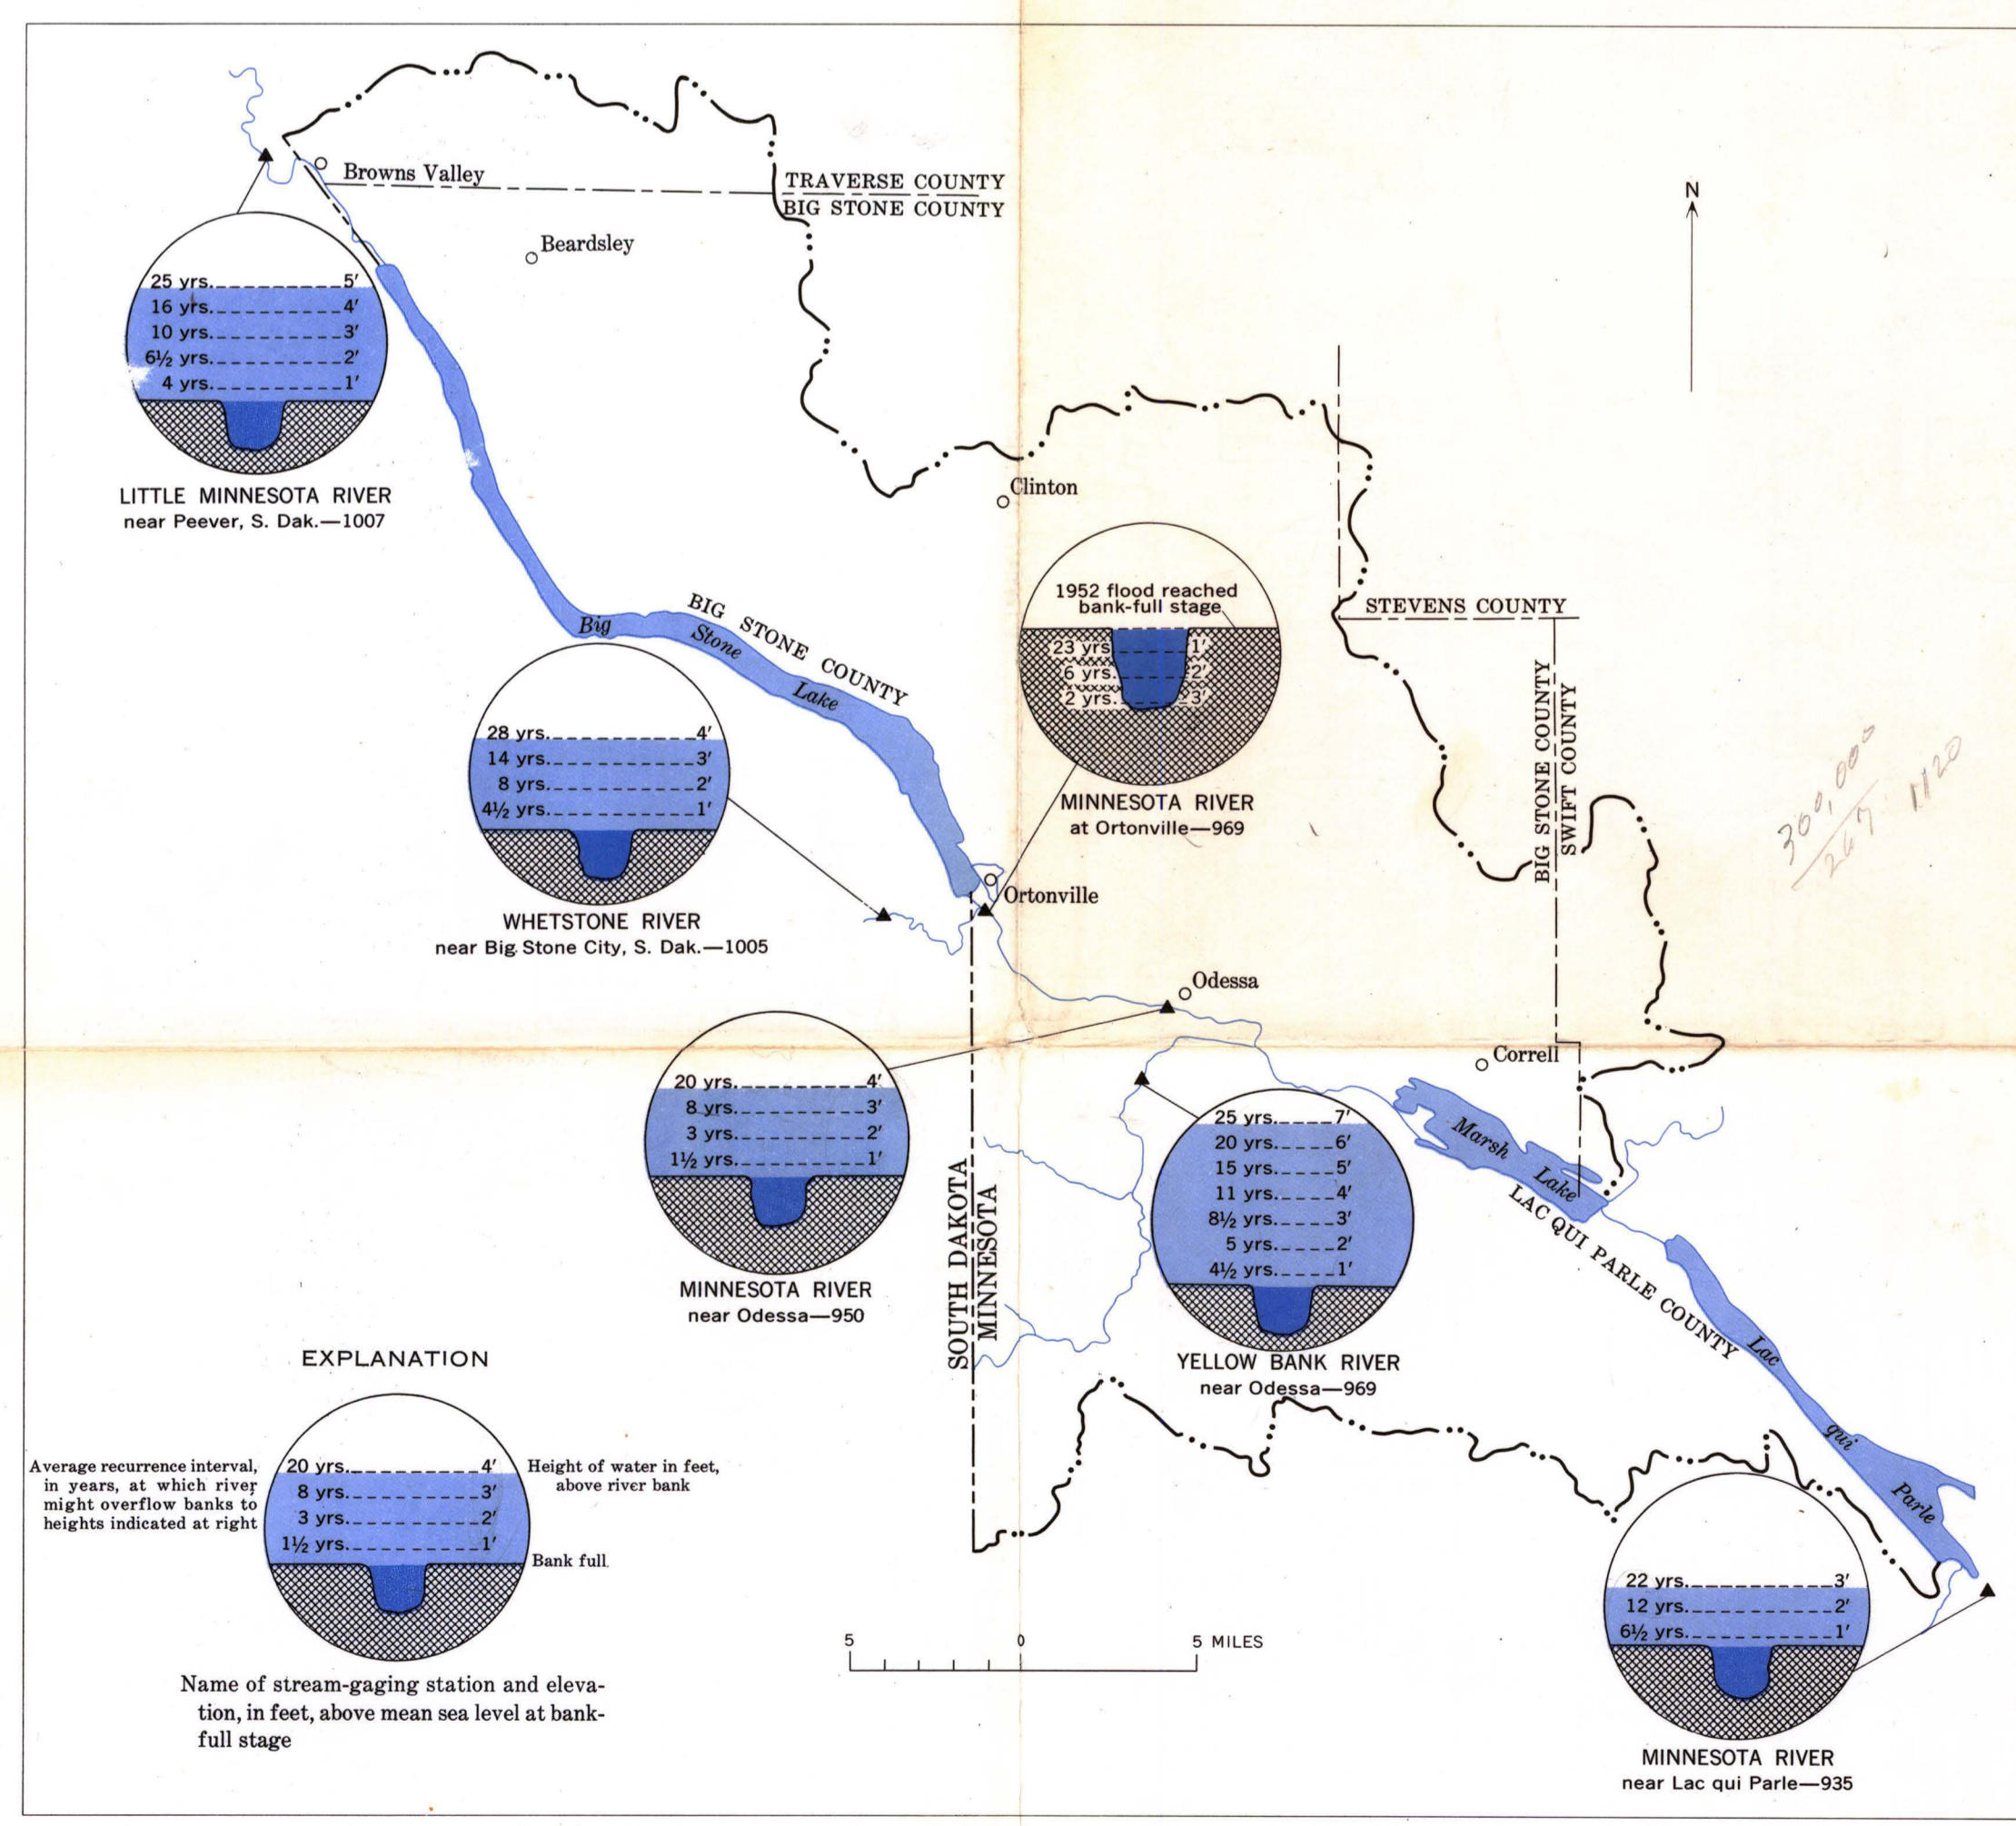 Browns Valley
TRAVERSE COUNTY
BIG STONE COUNTY
N
Beardsley
25 yrs. 5'
16 yrs. 4'
10 yrs. 3'
6½ yrs. 2'
4 yrs. 1'
LITTLE MINNESOTA RIVER
near Peever, S. Dak.—1007
Clinton
1952 flood reached
bank-full stage
23 yrs 1'
6 yrs. 2'
2 yrs. 3'
MINNESOTA RIVER
at Ortonville—969
STEVENS COUNTY
BIG STONE COUNTY
SWIFT COUNTY
BIG STONE COUNTY
Big
Stone
Lake
28 yrs. 4'
14 yrs. 3'
8 yrs. 2'
4½ yrs. 1'
WHETSTONE RIVER
near Big Stone City, S. Dak.—1005
300,000
267
1120
Ortonville
Odessa
Correll
20 yrs. 4'
8 yrs. 3'
3 yrs. 2'
1½ yrs. 1'
MINNESOTA RIVER
near Odessa—950
SOUTH DAKOTA
MINNESOTA
25 yrs. 7'
20 yrs. 6'
15 yrs. 5'
11 yrs. 4'
8½ yrs. 3'
5 yrs. 2'
4½ yrs. 1'
YELLOW BANK RIVER
near Odessa—969
Marsh
Lake
LAC QUI PARLE COUNTY
Lac
qui
Parle
EXPLANATION
Average recurrence interval,
in years, at which river
might overflow banks to
heights indicated at right
20 yrs. 4'
8 yrs. 3'
3 yrs. 2'
1½ yrs. 1'
Height of water in feet,
above river bank
Bank full
Name of stream-gaging station and eleva-
tion, in feet, above mean sea level at bank-
full stage
5 0 5 MILES
22 yrs. 3'
12 yrs. 2'
6½ yrs. 1'
MINNESOTA RIVER
near Lac qui Parle—935